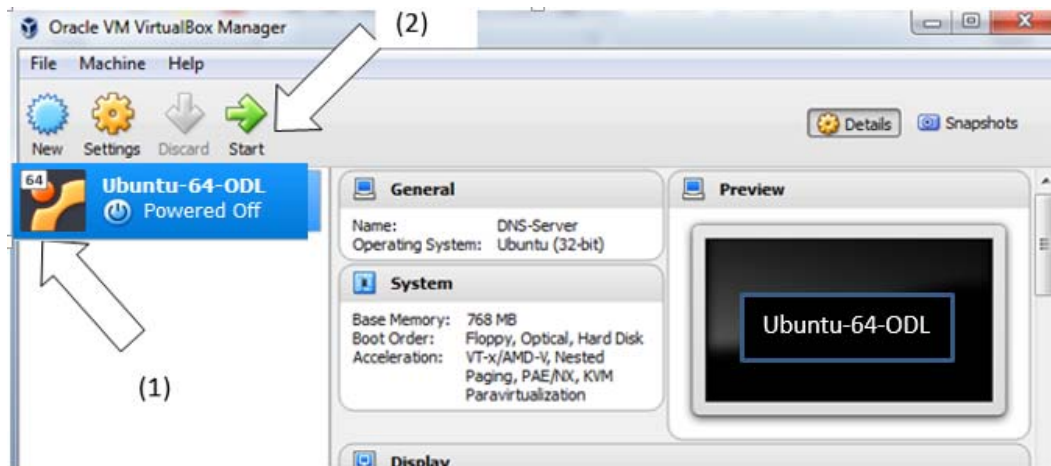 Oracle VM VirtualBox Manager
(2)
File Machine Help
New Settings Discard Start
Details Snapshots
64
Ubuntu-64-ODL
Powered Off
(1)
General
Name: DNS-Server
Operating System: Ubuntu (32-bit)
System
Base Memory: 768 MB
Boot Order: Floppy, Optical, Hard Disk
Acceleration: VT-x/AMD-V, Nested
Paging, PAE/NX, KVM
Paravirtualization
Preview
Ubuntu-64-ODL
Display